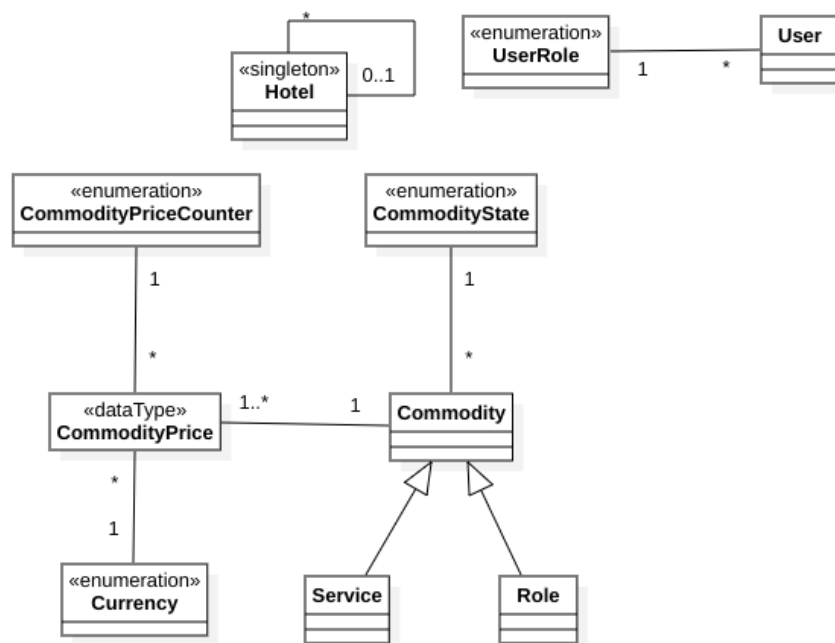 *
«singleton»
Hotel
0..1
«enumeration»
UserRole
1
*
User
«enumeration»
CommodityPriceCounter
1
*
«enumeration»
CommodityState
1
*
«dataType»
CommodityPrice
1..*
1
Commodity
*
1
«enumeration»
Currency
Service
Role